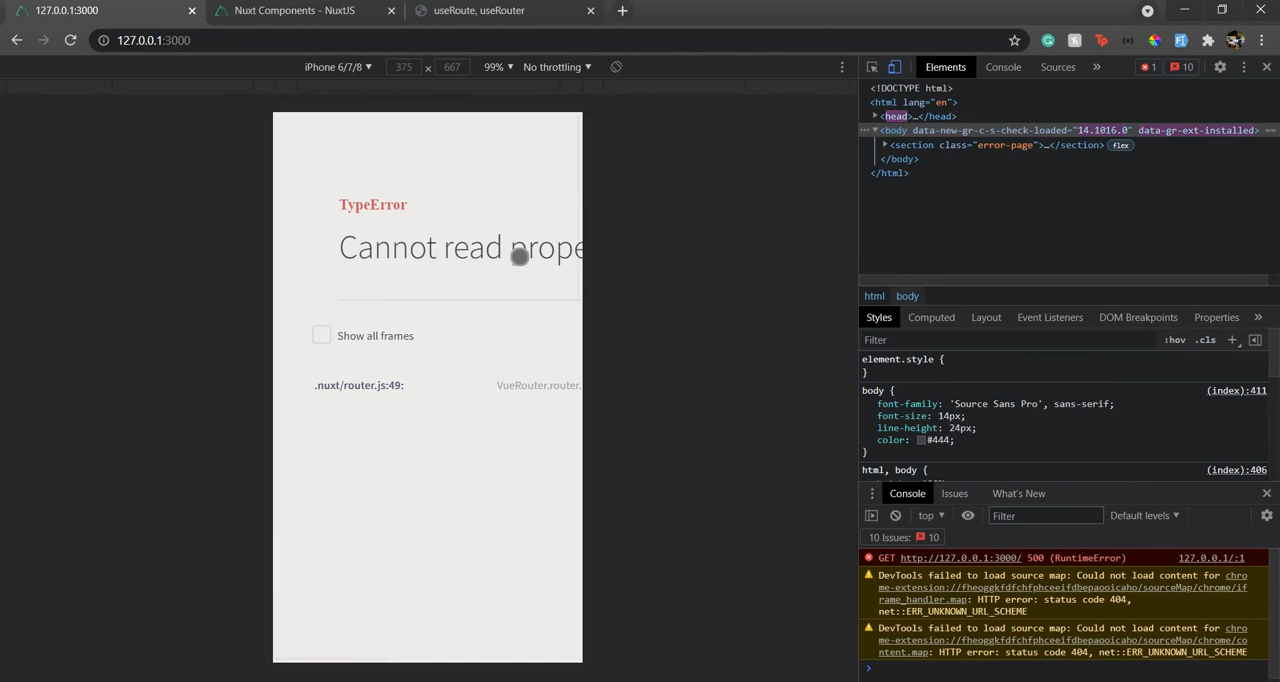 127.0.0.1:3000
Nuxt Components - NuxtJS
useRoute, useRouter
127.0.0.1:3000
iPhone 6/7/8 375 × 667 99% No throttling
Elements Console Sources » 1 10
<!DOCTYPE html>
<html lang="en">
<head>…</head>
<body data-new-gr-c-s-check-loaded="14.1016.0" data-gr-ext-installed> ==
<section class="error-page">…</section> flex
</body>
</html>
TypeError
Cannot read prope
Show all frames
.nuxt/router.js:49: VueRouter.router.
html body
Styles Computed Layout Event Listeners DOM Breakpoints Properties »
Filter :hov .cls +
element.style {
}
body { (index):411
font-family: 'Source Sans Pro', sans-serif;
font-size: 14px;
line-height: 24px;
color: #444;
}
html, body { (index):406
Console Issues What's New
top Filter Default levels
10 Issues: 10
GET http://127.0.0.1:3000/ 500 (RuntimeError) 127.0.0.1/:1
DevTools failed to load source map: Could not load content for chro
me-extension://fheoggkfdfchfphceeifdbepaooicaho/sourceMap/chrome/if
rame_handler.map: HTTP error: status code 404,
net::ERR_UNKNOWN_URL_SCHEME
DevTools failed to load source map: Could not load content for chro
me-extension://fheoggkfdfchfphceeifdbepaooicaho/sourceMap/chrome/co
ntent.map: HTTP error: status code 404, net::ERR_UNKNOWN_URL_SCHEME